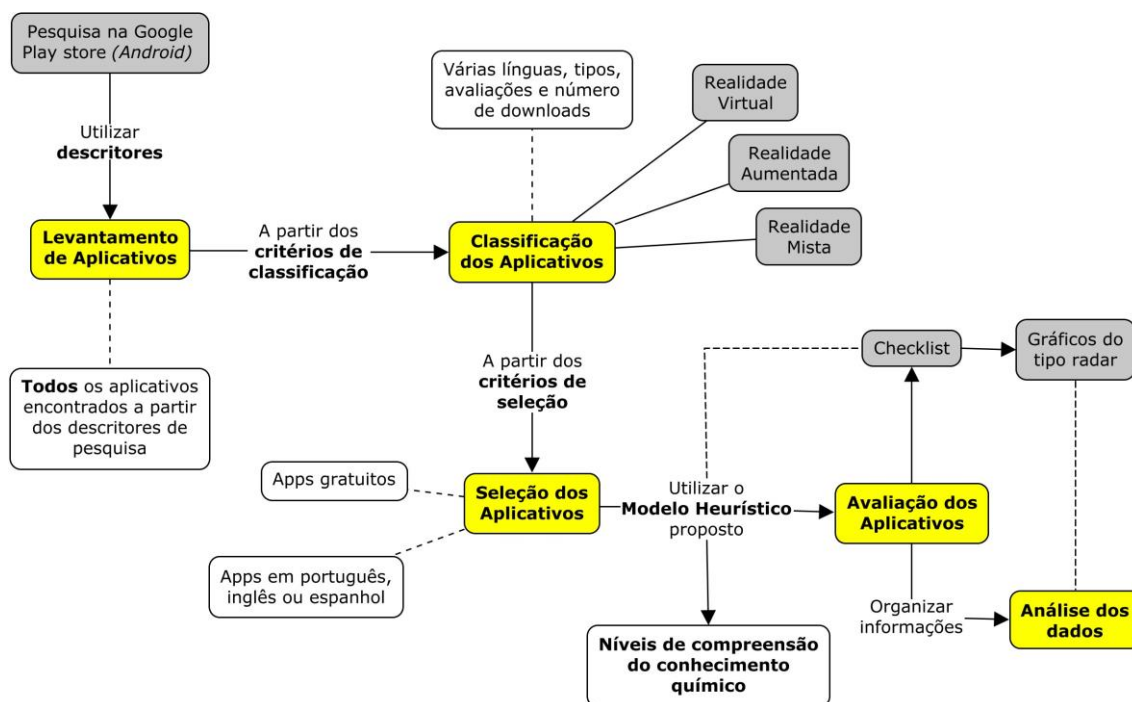 Pesquisa na Google
Play store (Android)
Utilizar
descritores
Levantamento
de Aplicativos
Todos os aplicativos
encontrados a partir
dos descritores de
pesquisa
A partir dos
critérios de
classificação
Várias línguas, tipos,
avaliações e número
de downloads
Classificação
dos Aplicativos
Realidade
Virtual
Realidade
Aumentada
Realidade
Mista
A partir dos
critérios de
seleção
Apps gratuitos
Apps em português,
inglês ou espanhol
Seleção dos
Aplicativos
Utilizar o
Modelo Heurístico
proposto
Níveis de compreensão
do conhecimento
químico
Checklist
Gráficos do
tipo radar
Avaliação dos
Aplicativos
Organizar
informações
Análise dos
dados